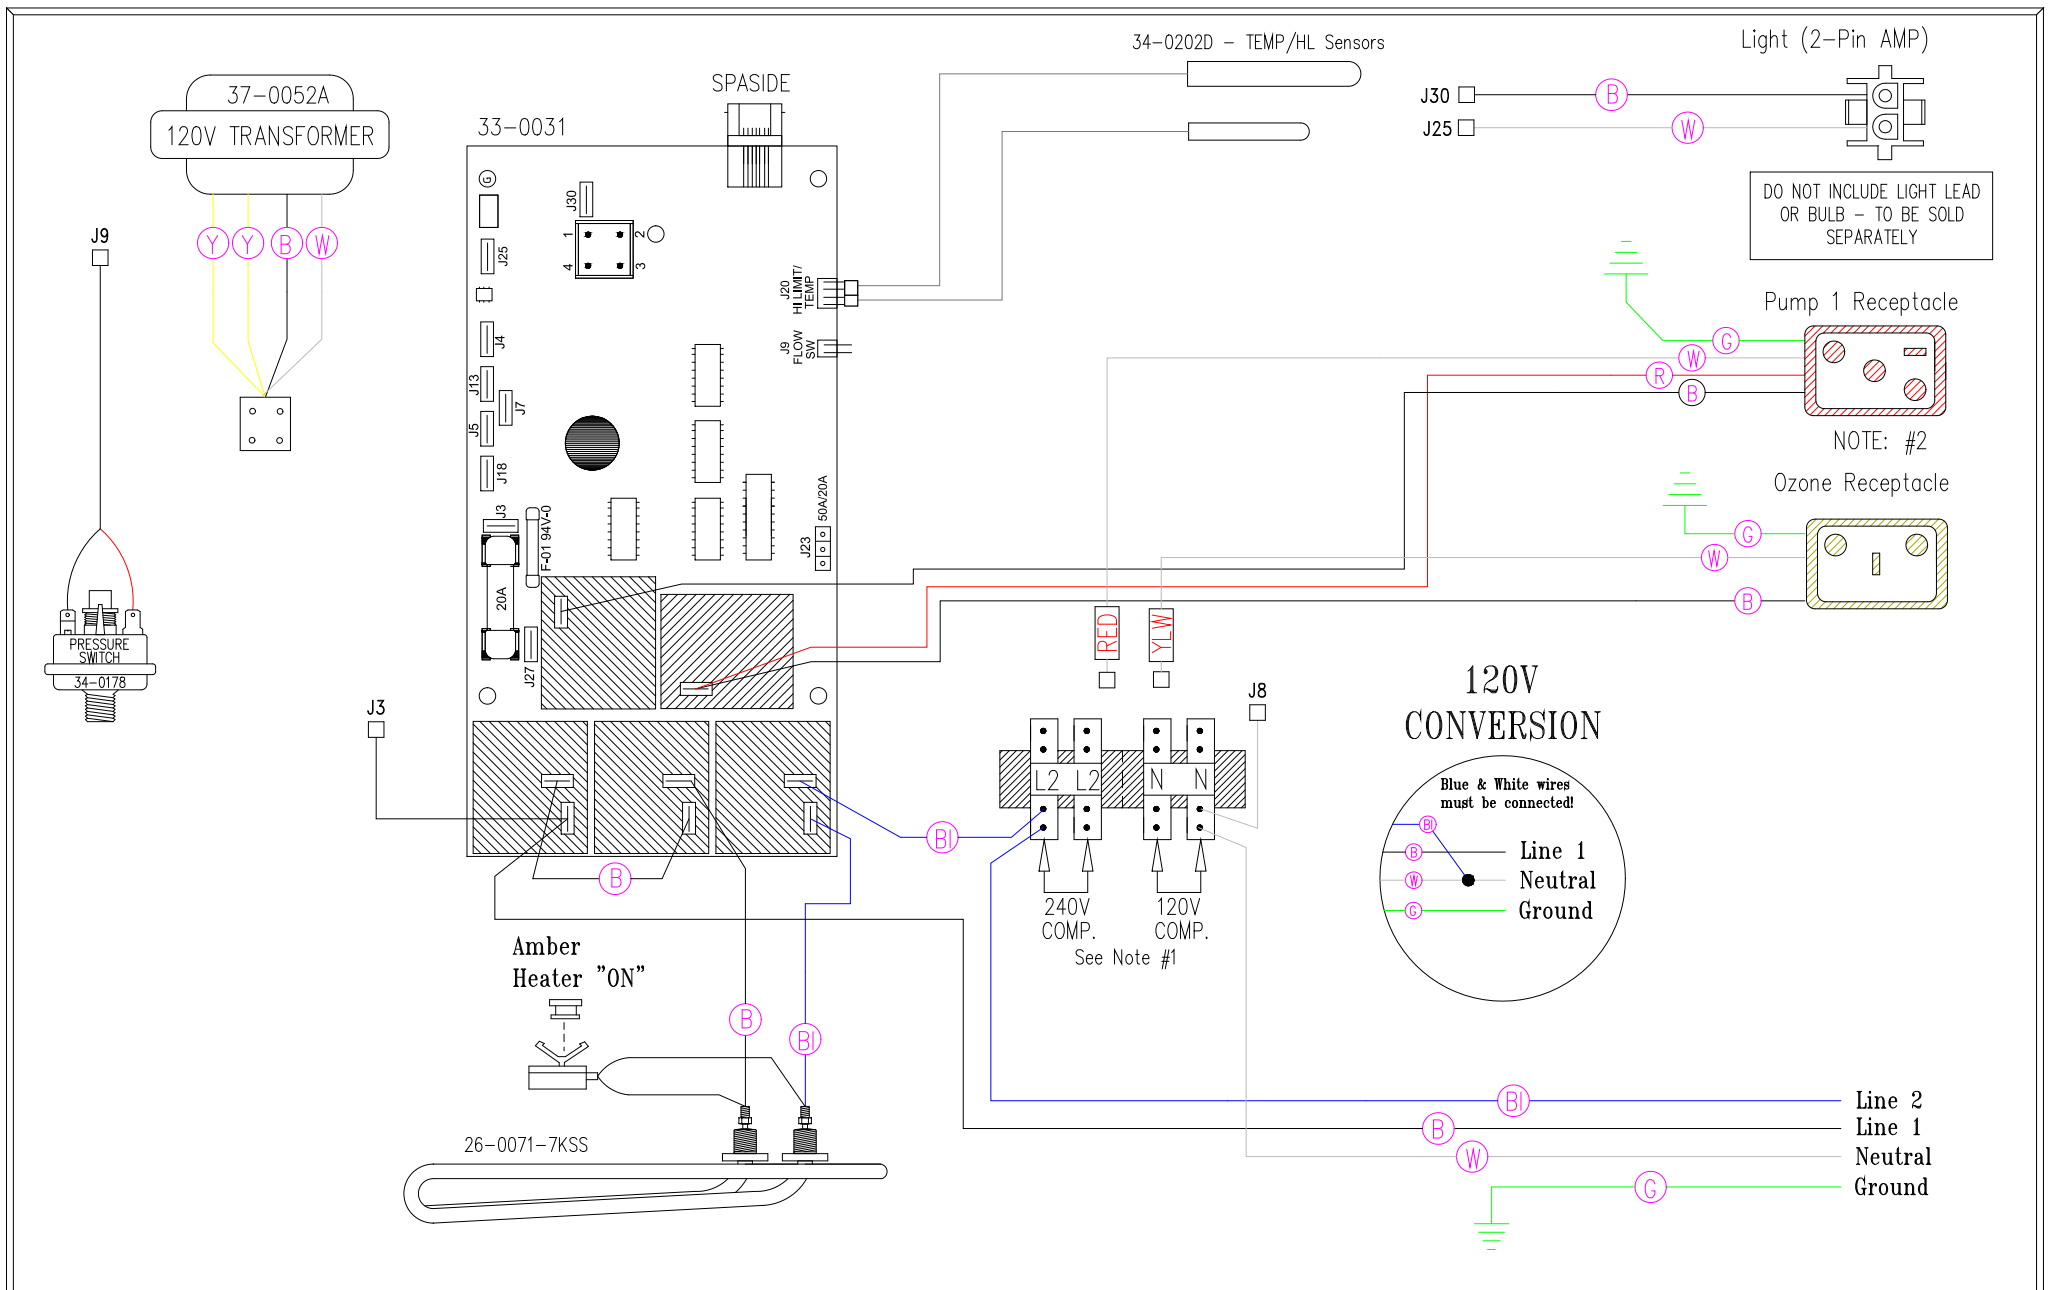 34-0202D - TEMP/HL Sensors
Light (2-Pin AMP)
SPASIDE
37-0052A
120V TRANSFORMER
33-0031
J30
B
J25
W
DO NOT INCLUDE LIGHT LEAD
OR BULB - TO BE SOLD
SEPARATELY
G
J30
J9
Y
Y
B
W
J25
1
2
4
3
J20
HI LIMIT/
TEMP
J9
FLOW
SW
J4
J13
J7
J5
J18
J3
F-01 94V-0
20A
J27
J23
50A/20A
Pump 1 Receptacle
G
W
R
B
NOTE: #2
Ozone Receptacle
G
W
B
RED
YLW
PRESSURE
SWITCH
34-0178
J3
J8
L2
L2
N
N
Bl
B
240V
COMP.
120V
COMP.
See Note #1
120V
CONVERSION
Blue & White wires
must be connected!
Bl
B
Line 1
W
Neutral
G
Ground
Amber
Heater "ON"
B
Bl
26-0071-7KSS
Bl
Line 2
B
Line 1
W
Neutral
G
Ground